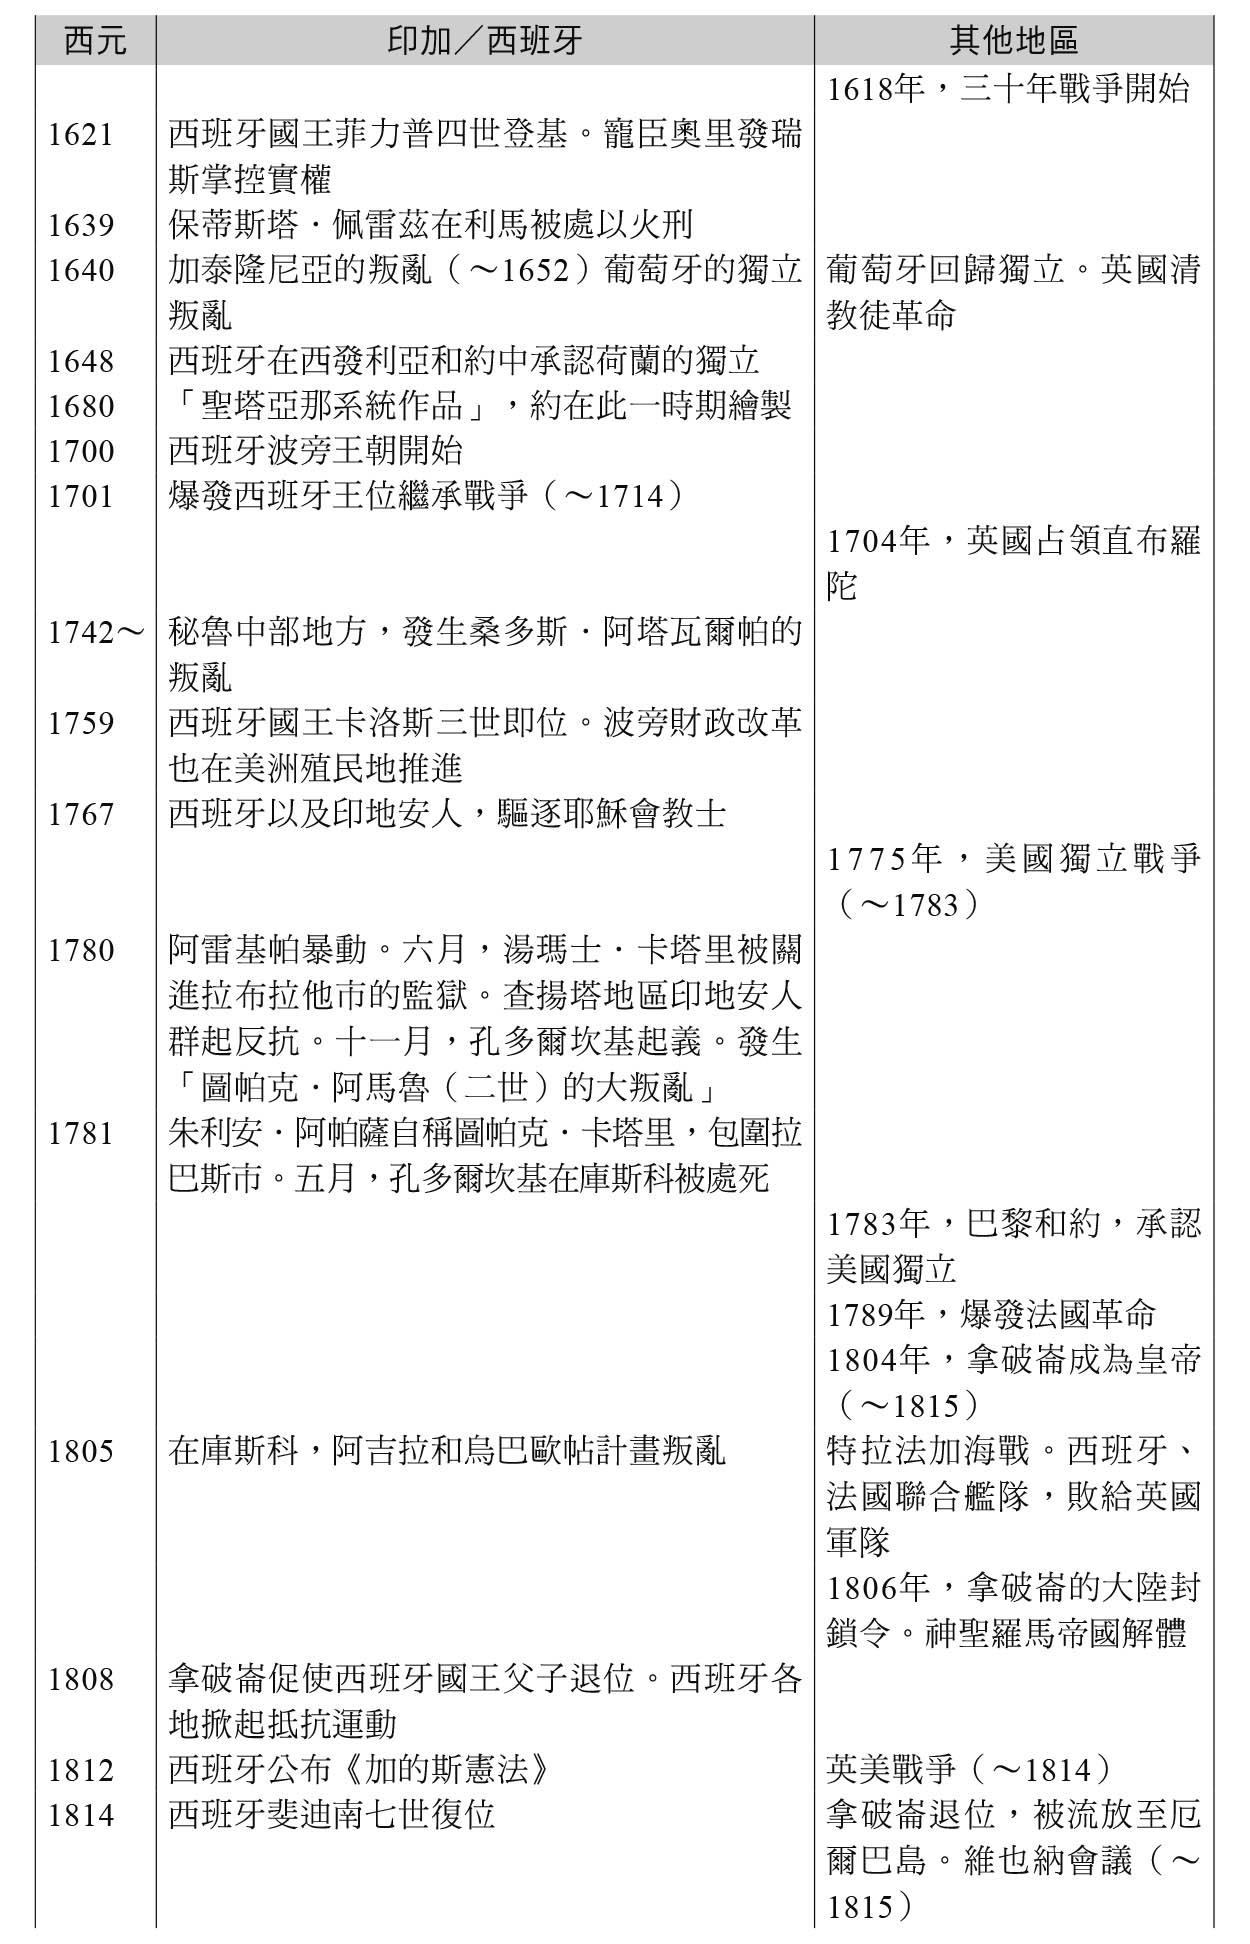 西元 印加／西班牙 其他地區
1618年，三十年戰爭開始
1621 西班牙國王菲力普四世登基。寵臣奧里發瑞
斯掌控實權
1639 保蒂斯塔．佩雷茲在利馬被處以火刑
1640 加泰隆尼亞的叛亂（～1652）葡萄牙的獨立 葡萄牙回歸獨立。英國清
叛亂 教徒革命
1648 西班牙在西發利亞和約中承認荷蘭的獨立
1680 「聖塔亞那系統作品」，約在此一時期繪製
1700 西班牙波旁王朝開始
1701 爆發西班牙王位繼承戰爭（～1714）
1704年，英國占領直布羅
陀
1742～ 秘魯中部地方，發生桑多斯．阿塔瓦爾帕的
叛亂
1759 西班牙國王卡洛斯三世即位。波旁財政改革
也在美洲殖民地推進
1767 西班牙以及印地安人，驅逐耶穌會教士
1775年，美國獨立戰爭
（～1783）
1780 阿雷基帕暴動。六月，湯瑪士．卡塔里被關
進拉布拉他市的監獄。查揚塔地區印地安人
群起反抗。十一月，孔多爾坎基起義。發生
「圖帕克．阿馬魯（二世）的大叛亂」
1781 朱利安．阿帕薩自稱圖帕克．卡塔里，包圍拉
巴斯市。五月，孔多爾坎基在庫斯科被處死
1783年，巴黎和約，承認
美國獨立
1789年，爆發法國革命
1804年，拿破崙成為皇帝
（～1815）
1805 在庫斯科，阿吉拉和烏巴歐帖計畫叛亂 特拉法加海戰。西班牙、
法國聯合艦隊，敗給英國
軍隊
1806年，拿破崙的大陸封
鎖令。神聖羅馬帝國解體
1808 拿破崙促使西班牙國王父子退位。西班牙各
地掀起抵抗運動
1812 西班牙公布《加的斯憲法》 英美戰爭（～1814）
1814 西班牙斐迪南七世復位 拿破崙退位，被流放至厄
爾巴島。維也納會議（～
1815）